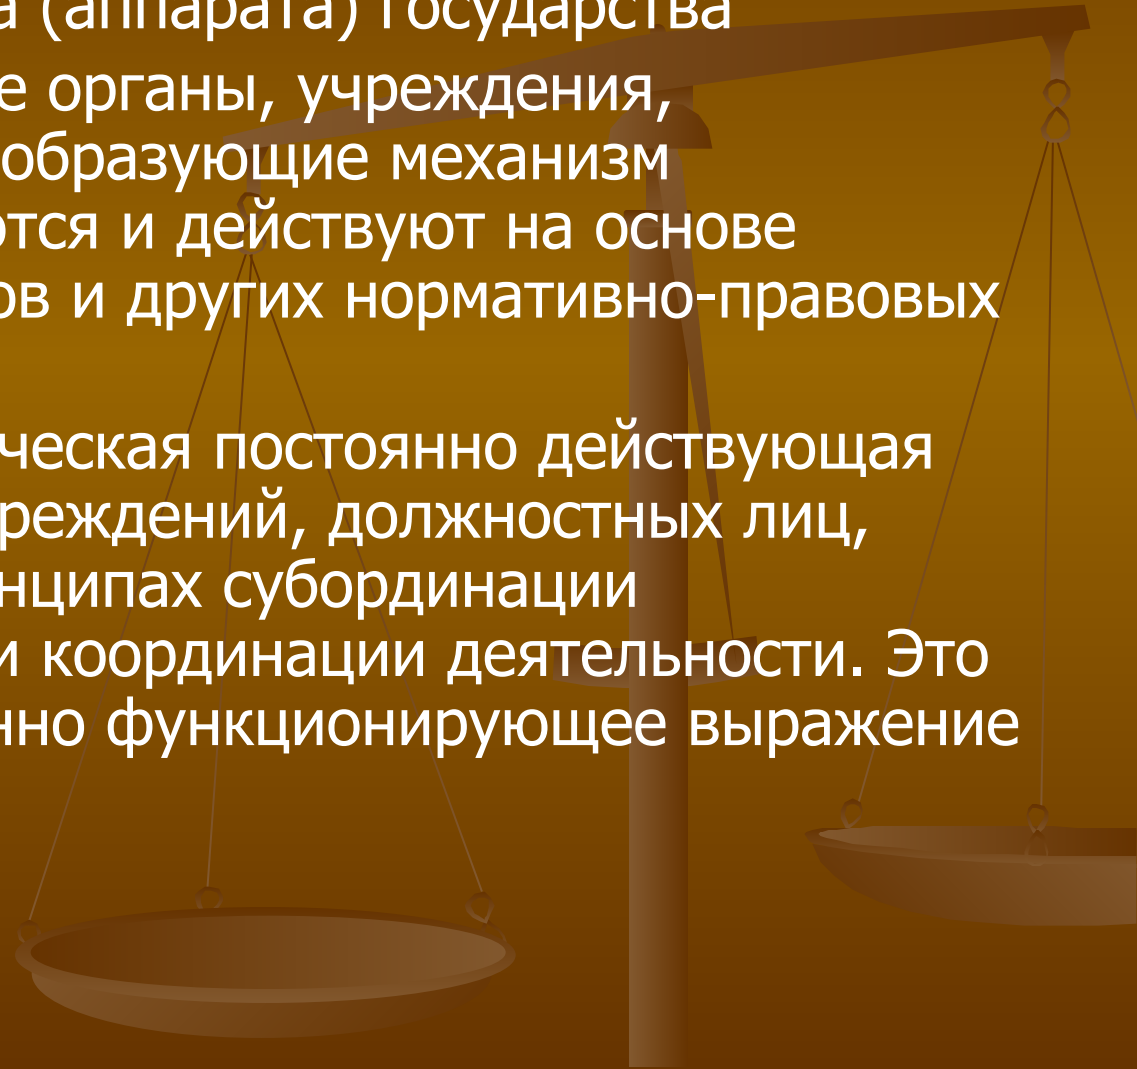 а (аппарата) государства
е органы, учреждения,
образующие механизм
ются и действуют на основе
ов и других нормативно-правовых
ческая постоянно действующая
реждений, должностных лиц,
нципах субординации
и координации деятельности. Это
нно функционирующее выражение